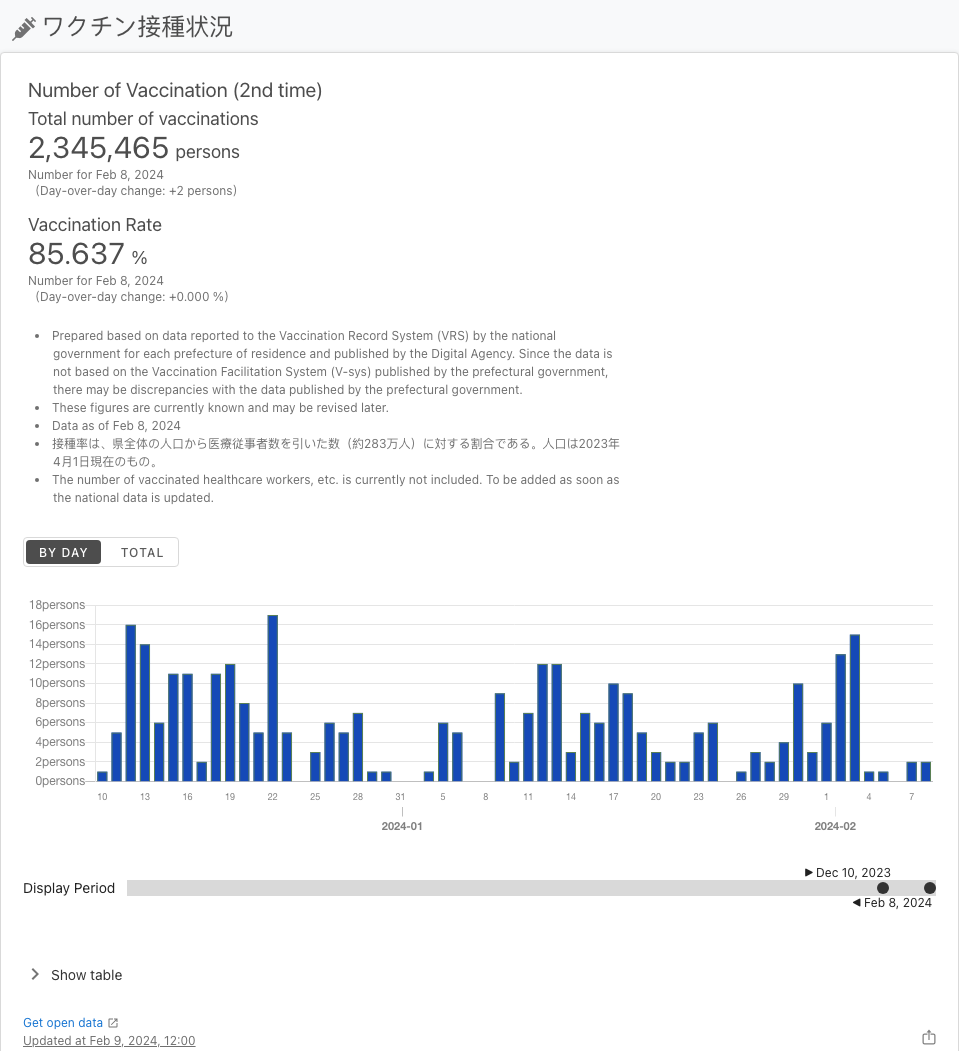 ワクチン接種状況
Number of Vaccination (2nd time)
Total number of vaccinations
2,345,465 persons
Number for Feb 8, 2024
(Day-over-day change: +2 persons)
Vaccination Rate
85.637 %
Number for Feb 8, 2024
(Day-over-day change: +0.000 %)
• Prepared based on data reported to the Vaccination Record System (VRS) by the national
government for each prefecture of residence and published by the Digital Agency. Since the data is
not based on the Vaccination Facilitation System (V-sys) published by the prefectural government,
there may be discrepancies with the data published by the prefectural government.
• These figures are currently known and may be revised later.
• Data as of Feb 8, 2024
• 接種率は、県全体の人口から医療従事者数を引いた数（約283万人）に対する割合である。人口は2023年
4月1日現在のもの。
• The number of vaccinated healthcare workers, etc. is currently not included. To be added as soon as
the national data is updated.
BY DAY TOTAL
18persons
16persons
14persons
12persons
10persons
8persons
6persons
4persons
2persons
0persons
10 13 16 19 22 25 28 31 5 8 11 14 17 20 23 26 29 1 4 7
2024-01 2024-02
▶ Dec 10, 2023
Display Period
◀ Feb 8, 2024
Show table
Get open data
Updated at Feb 9, 2024, 12:00